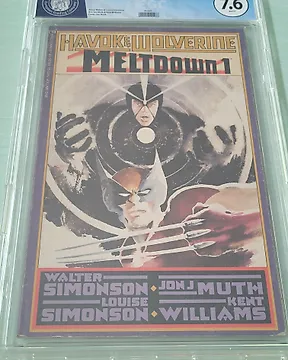 7.6
HAVOK & WOLVERINE
MELTDOWN 1
WALTER
SIMONSON • JON J MUTH
LOUISE KENT
SIMONSON • WILLIAMS